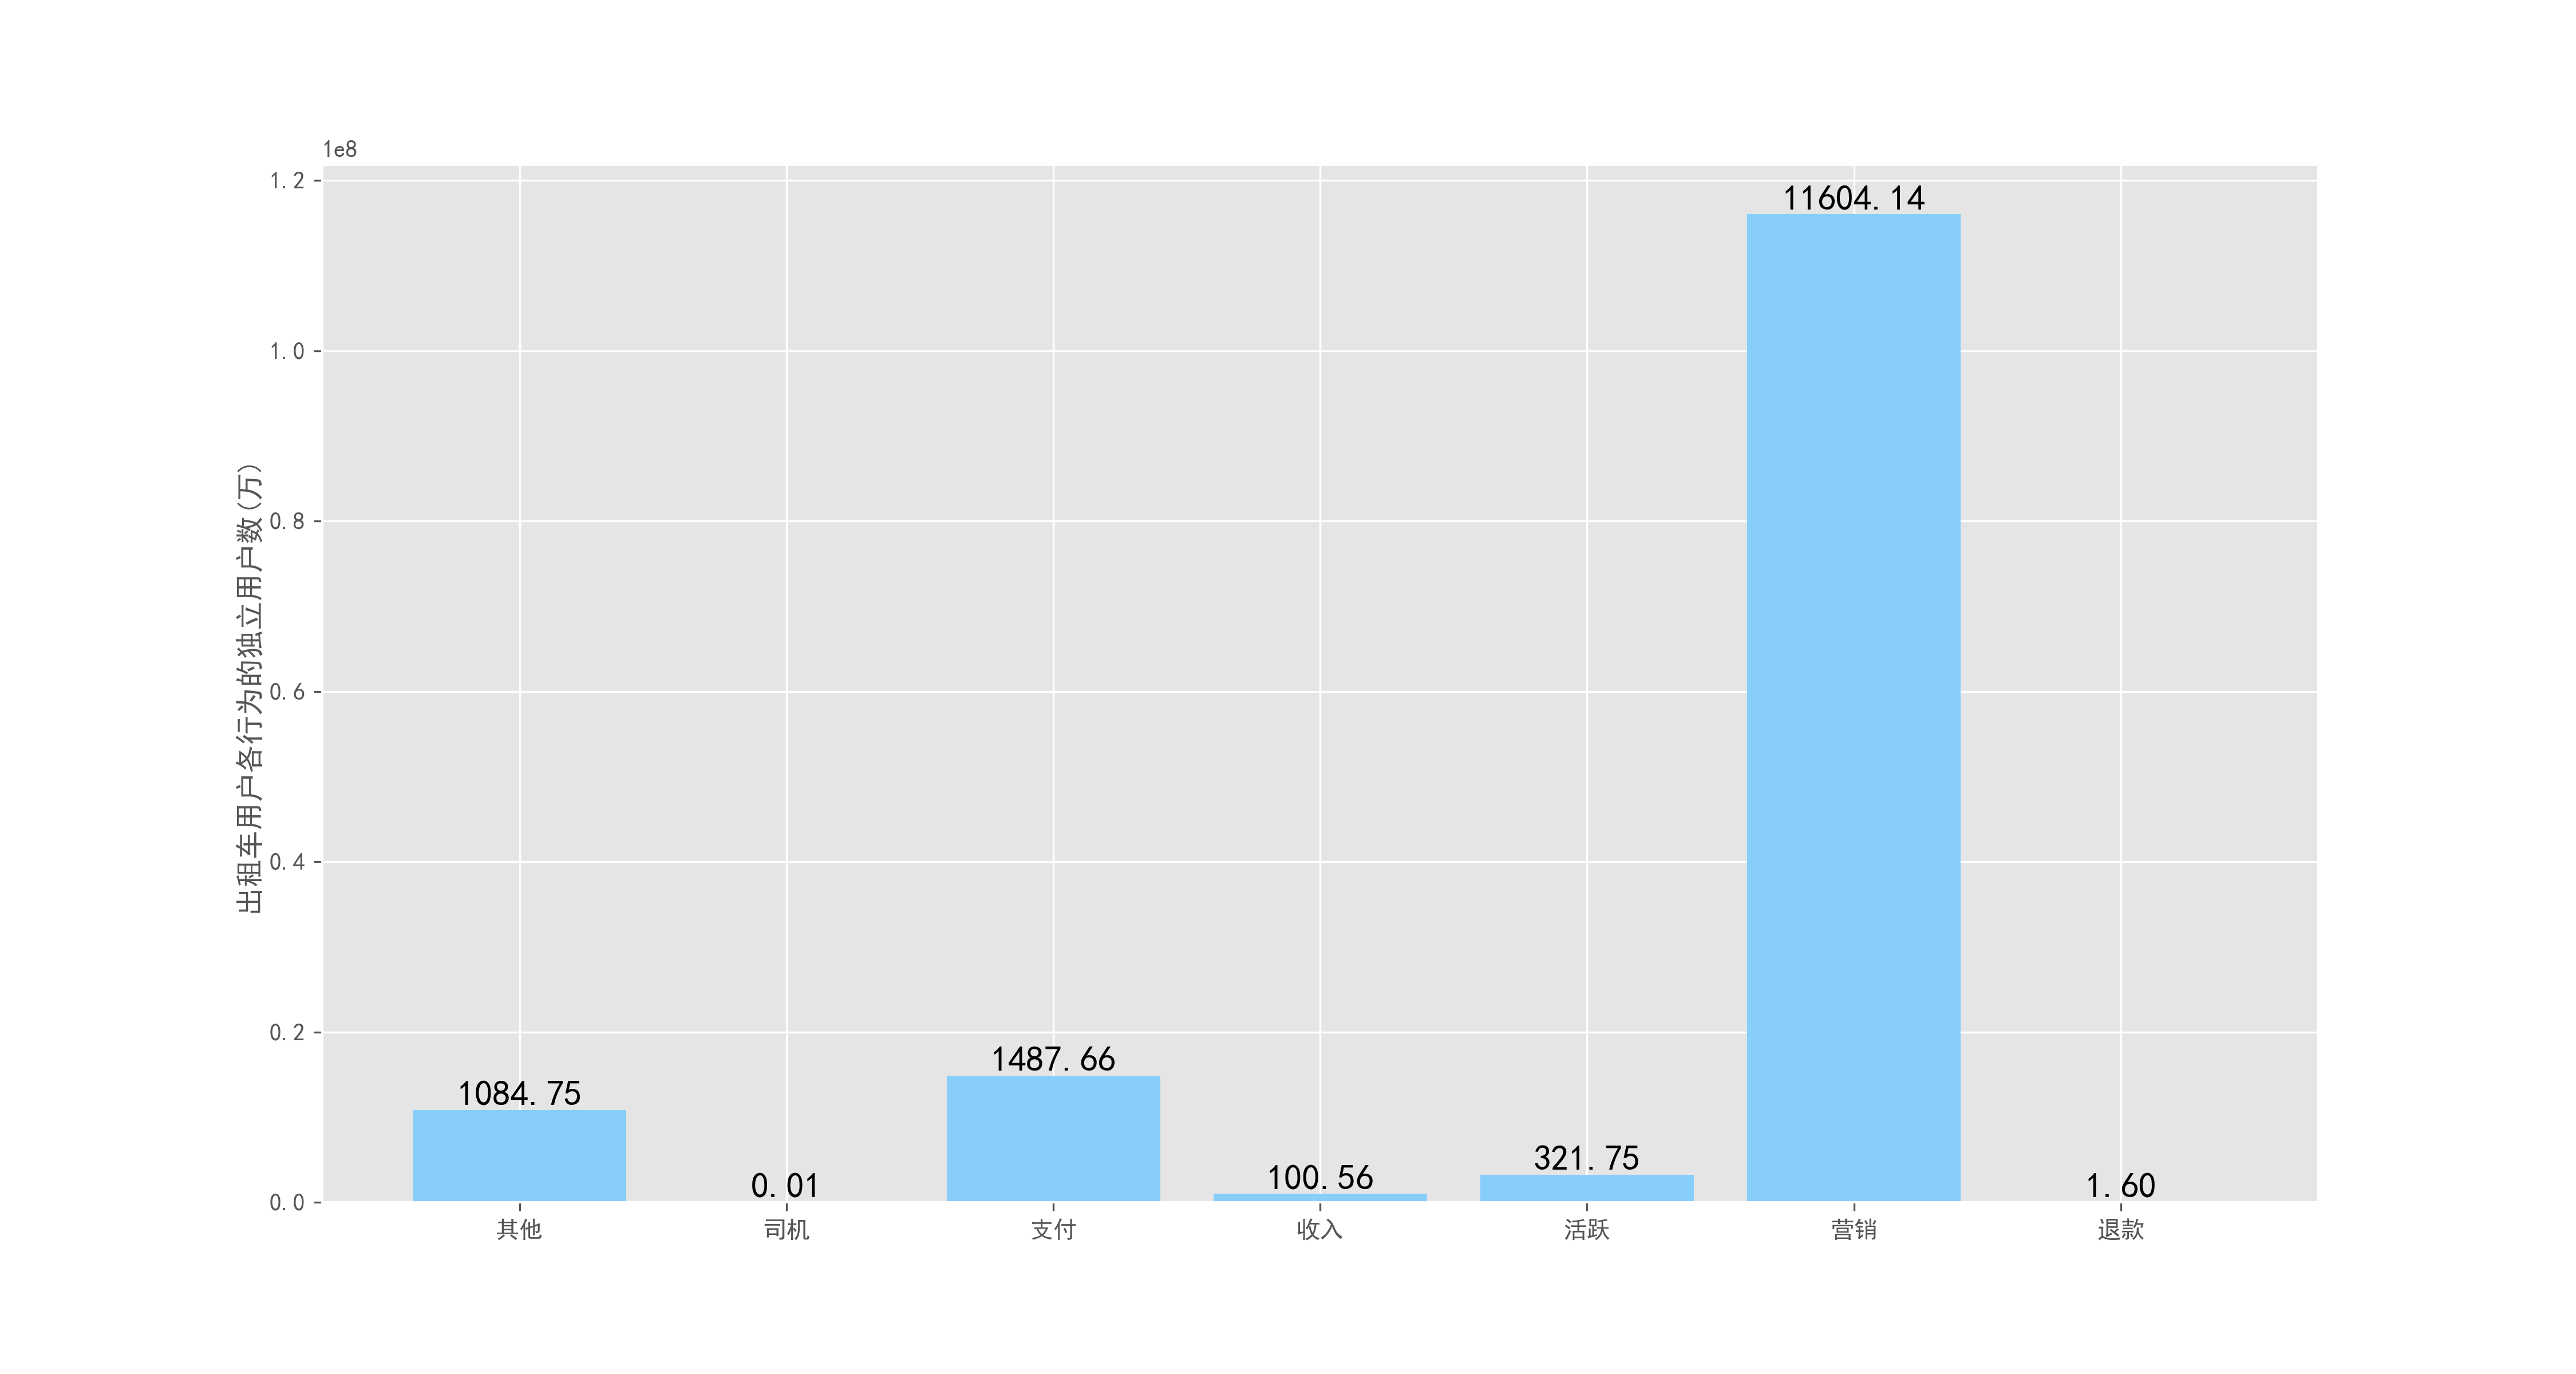 1e8
1.2
1.0
0.8
0.6
0.4
0.2
0.0
出租车用户各行为的独立用户数(万)
1084.75
0.01
1487.66
100.56
321.75
11604.14
1.60
其他
司机
支付
收入
活跃
营销
退款